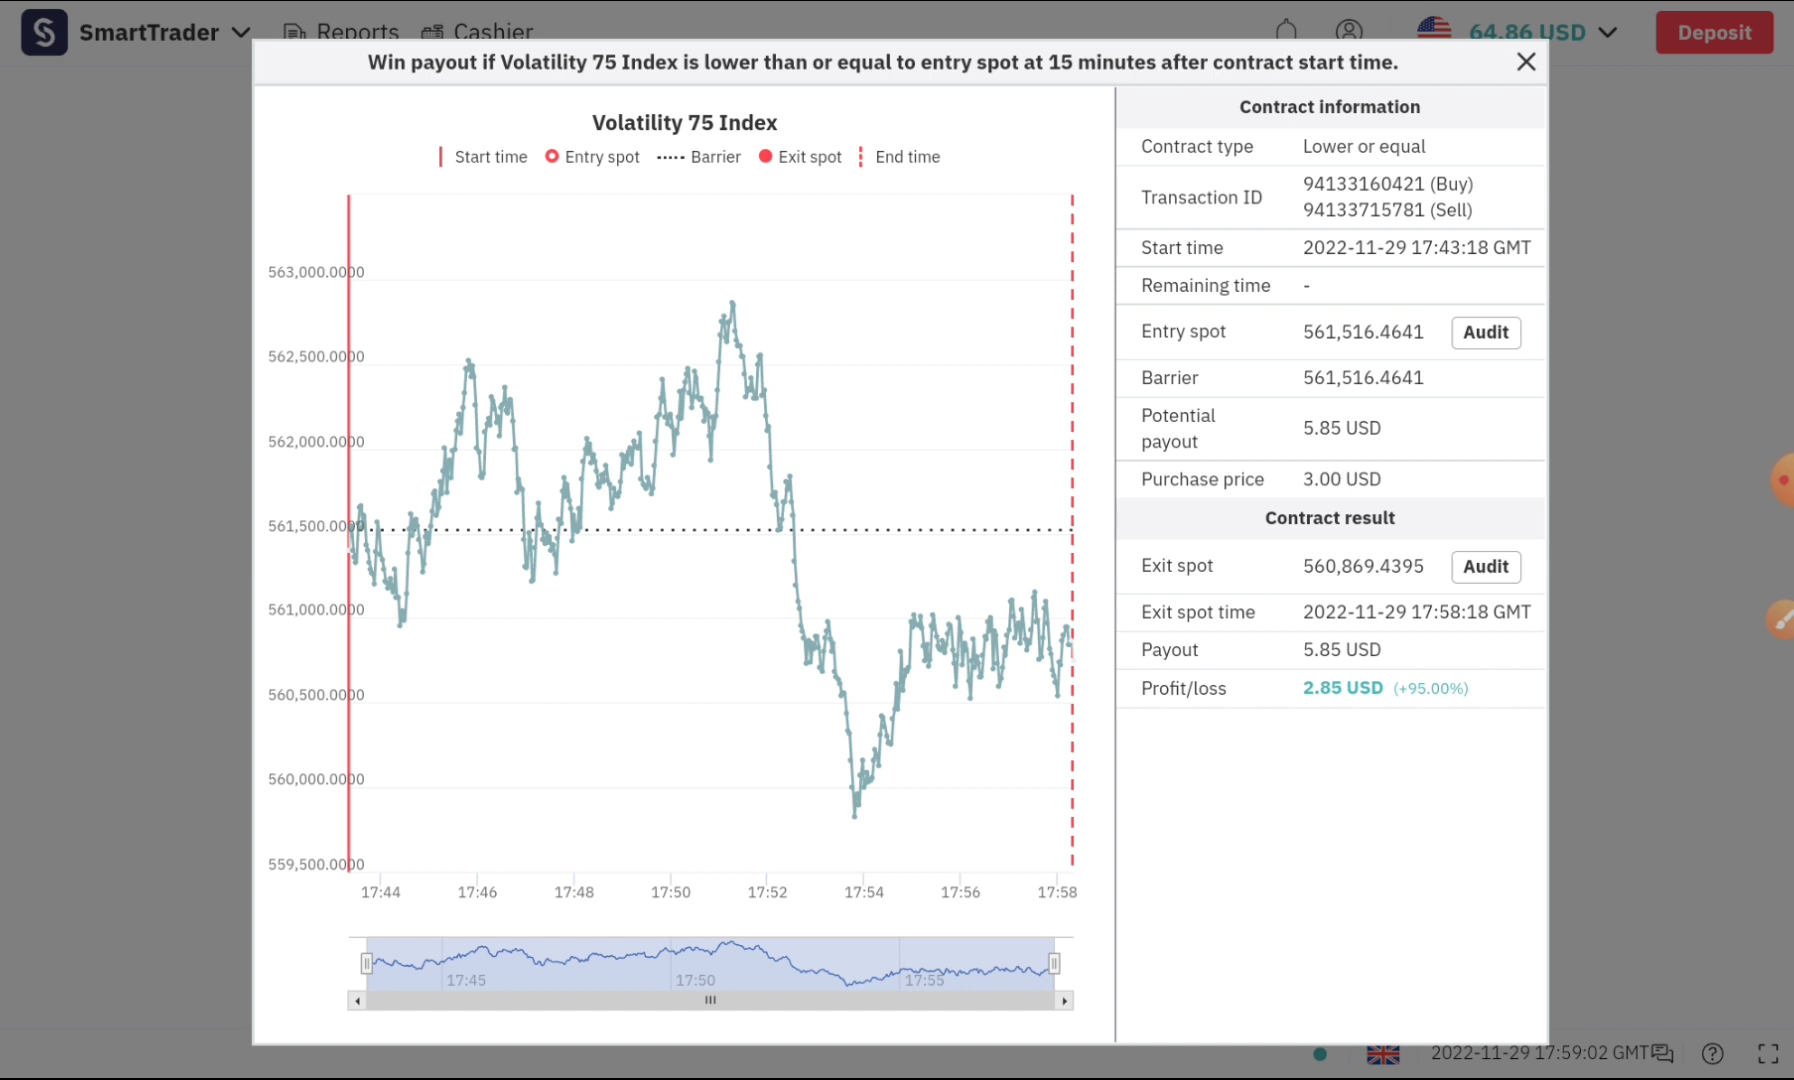 SmartTrader Reports Cashier 64.86 USD Deposit
Win payout if Volatility 75 Index is lower than or equal to entry spot at 15 minutes after contract start time.
Volatility 75 Index
Start time Entry spot Barrier Exit spot End time
563,000.0000
562,500.0000
562,000.0000
561,500.0000
561,000.0000
560,500.0000
560,000.0000
559,500.0000
17:44 17:46 17:48 17:50 17:52 17:54 17:56 17:58
17:45 17:50 17:55
Contract information
Contract type Lower or equal
Transaction ID 94133160421 (Buy)
94133715781 (Sell)
Start time 2022-11-29 17:43:18 GMT
Remaining time -
Entry spot 561,516.4641 Audit
Barrier 561,516.4641
Potential payout 5.85 USD
Purchase price 3.00 USD
Contract result
Exit spot 560,869.4395 Audit
Exit spot time 2022-11-29 17:58:18 GMT
Payout 5.85 USD
Profit/loss 2.85 USD (+95.00%)
2022-11-29 17:59:02 GMT